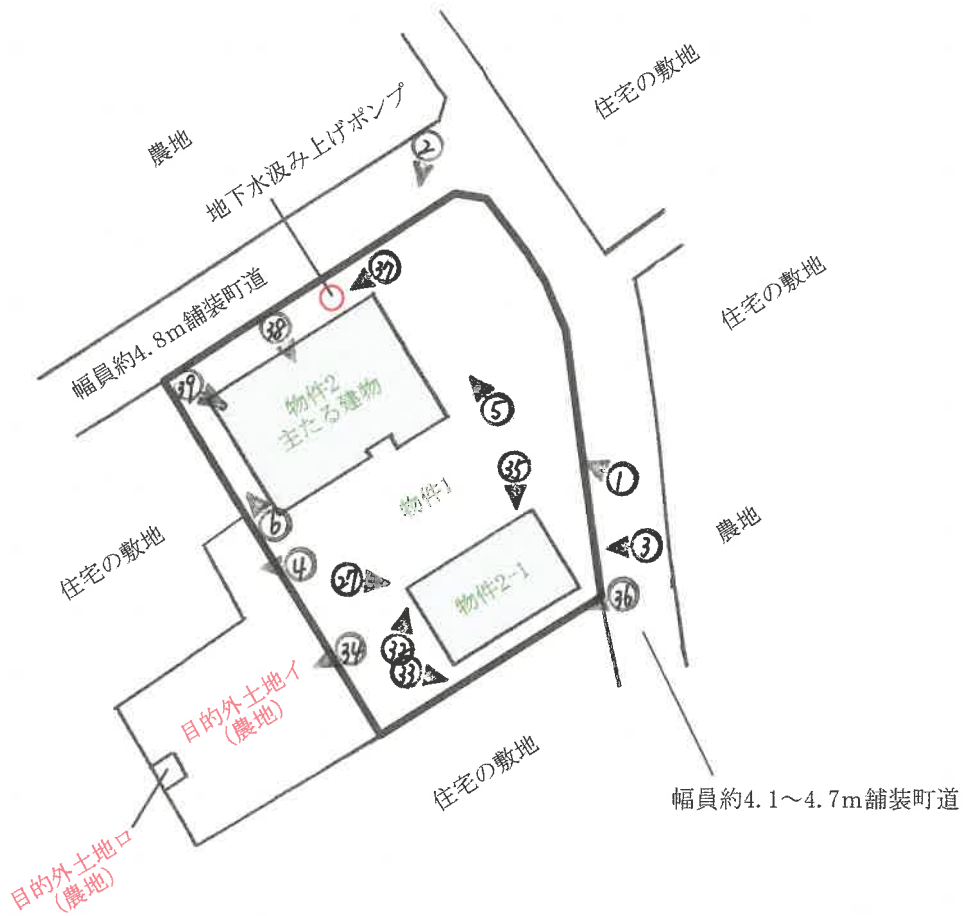 住宅の敷地
農地
地下水汲み上げポンプ
②
㊲
住宅の敷地
幅員約4.8m舗装町道
㊳
㊴
物件2
主たる建物
⑤
㉟
①
物件1
農地
⑥
住宅の敷地
④
㉗
③
物件2-1
㊱
㉜
㉞
㉝
目的外土地イ
(農地)
住宅の敷地
幅員約4.1～4.7m舗装町道
目的外土地ロ
(農地)